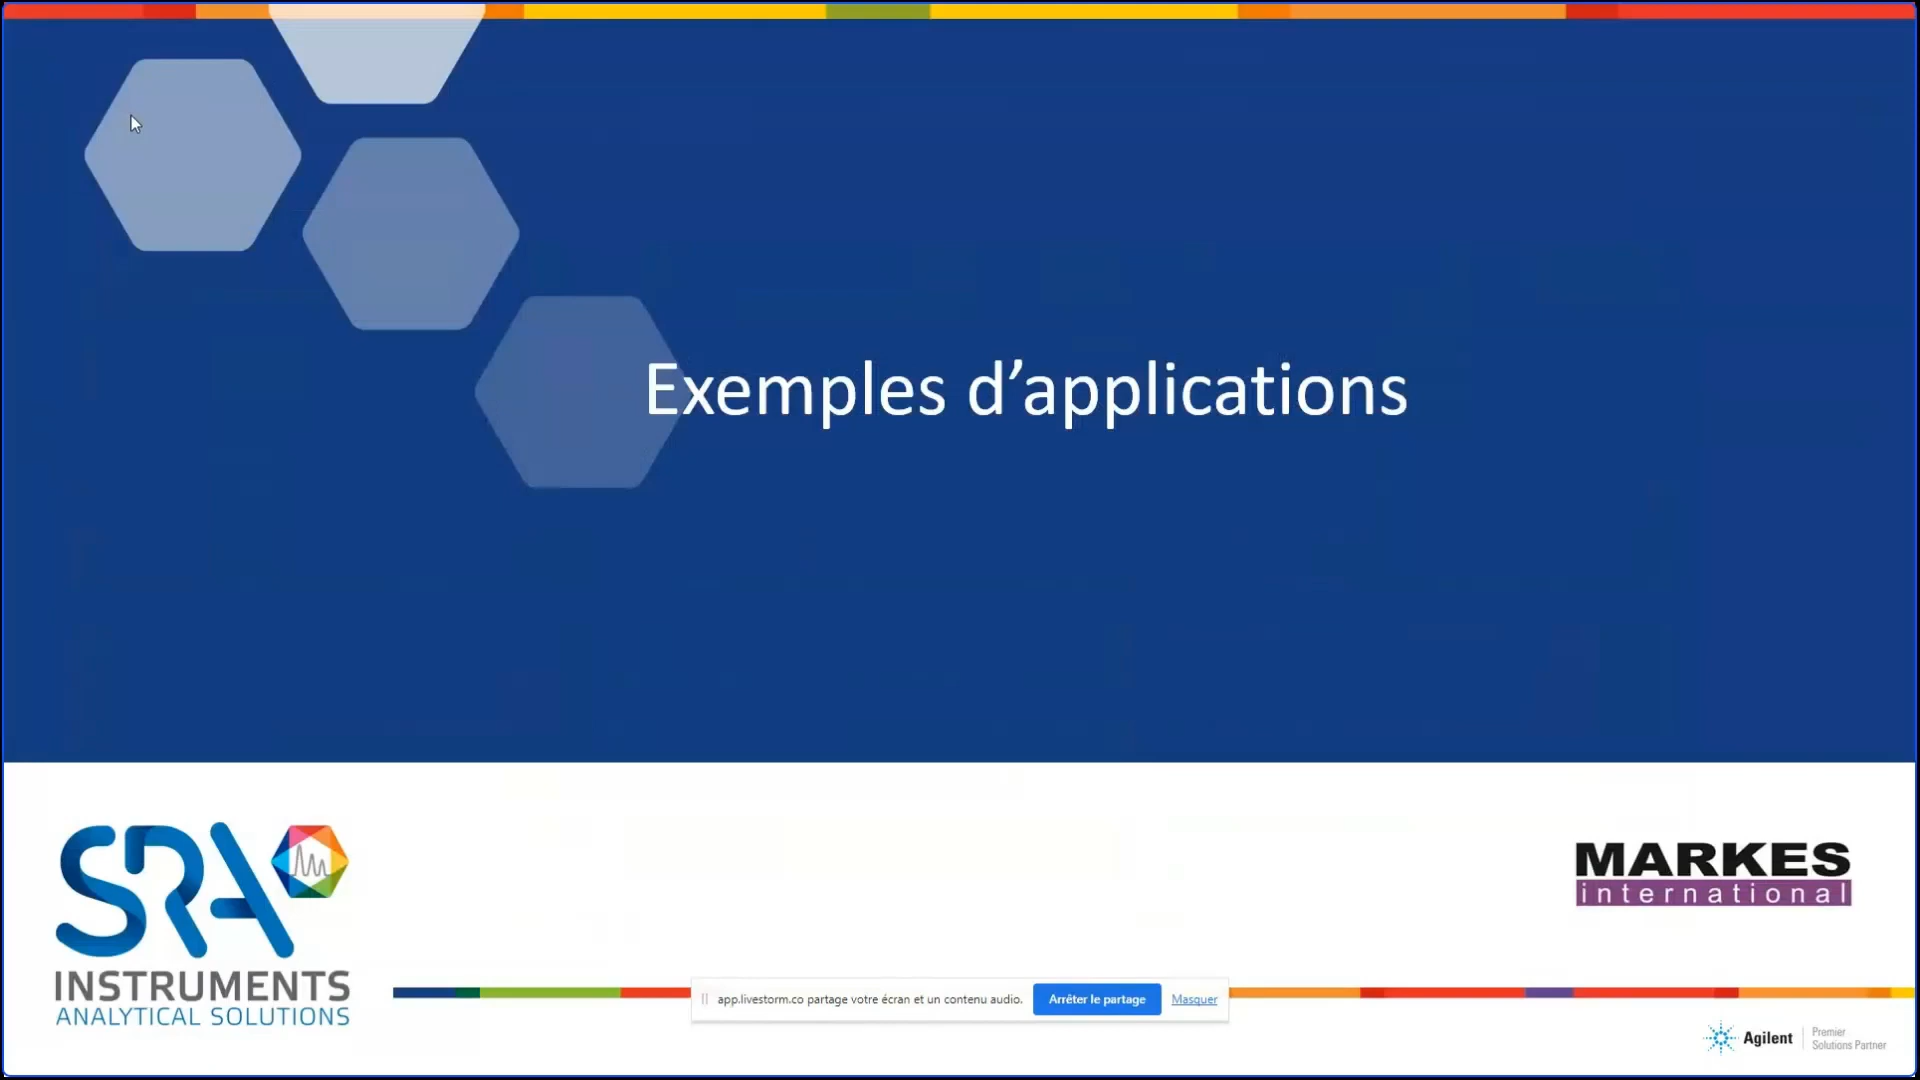 Exemples d’applications
SRA
INSTRUMENTS
ANALYTICAL SOLUTIONS
MARKES
international
app.livestorm.co partage votre écran et un contenu audio.
Arrêter le partage
Masquer
Agilent
Premier
Solutions Partner